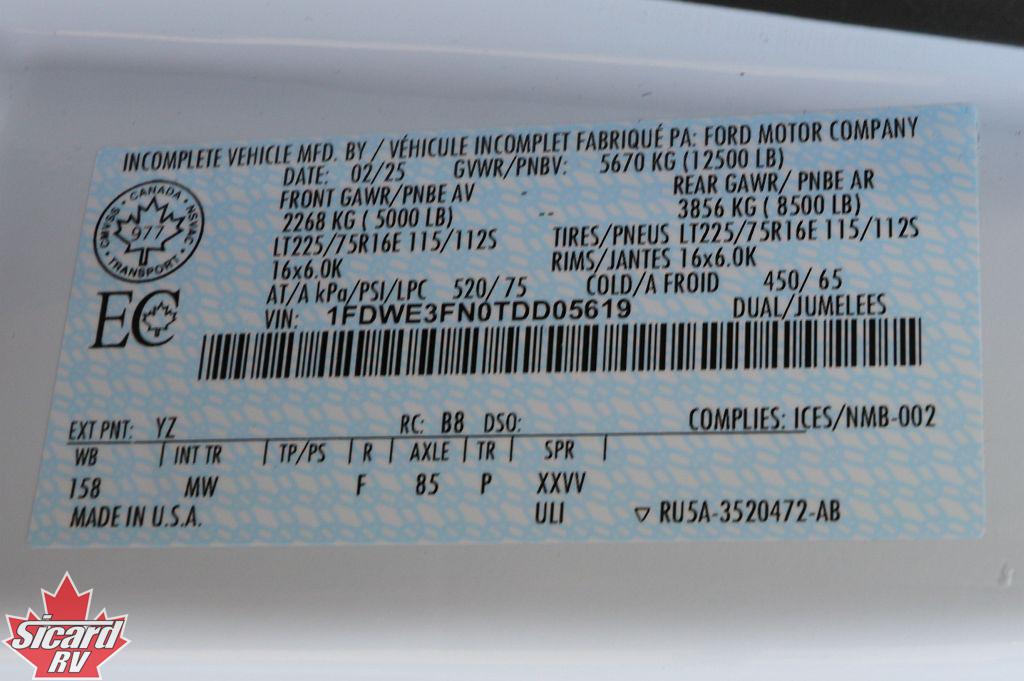 INCOMPLETE VEHICLE MFD. BY / VÉHICULE INCOMPLET FABRIQUÉ PA: FORD MOTOR COMPANY
DATE: 02/25 GVWR/PNBV: 5670 KG (12500 LB)
FRONT GAWR/PNBE AV REAR GAWR/ PNBE AR
2268 KG ( 5000 LB) -- 3856 KG ( 8500 LB)
LT225/75R16E 115/112S TIRES/PNEUS LT225/75R16E 115/112S
16x6.0K RIMS/JANTES 16x6.0K
AT/A kPa/PSI/LPC 520/ 75 COLD/A FROID 450/ 65
VIN: 1FDWE3FN0TDD05619 DUAL/JUMELEES
CANADA
CMVSS 977 NSVAC
TRANSPORT
EC
EXT PNT: YZ RC: B8 DSO: COMPLIES: ICES/NMB-002
WB | INT TR | TP/PS | R | AXLE | TR | SPR |
158 MW F 85 P XXVV
MADE IN U.S.A. ULI ▽ RU5A-3520472-AB
Sicard
RV